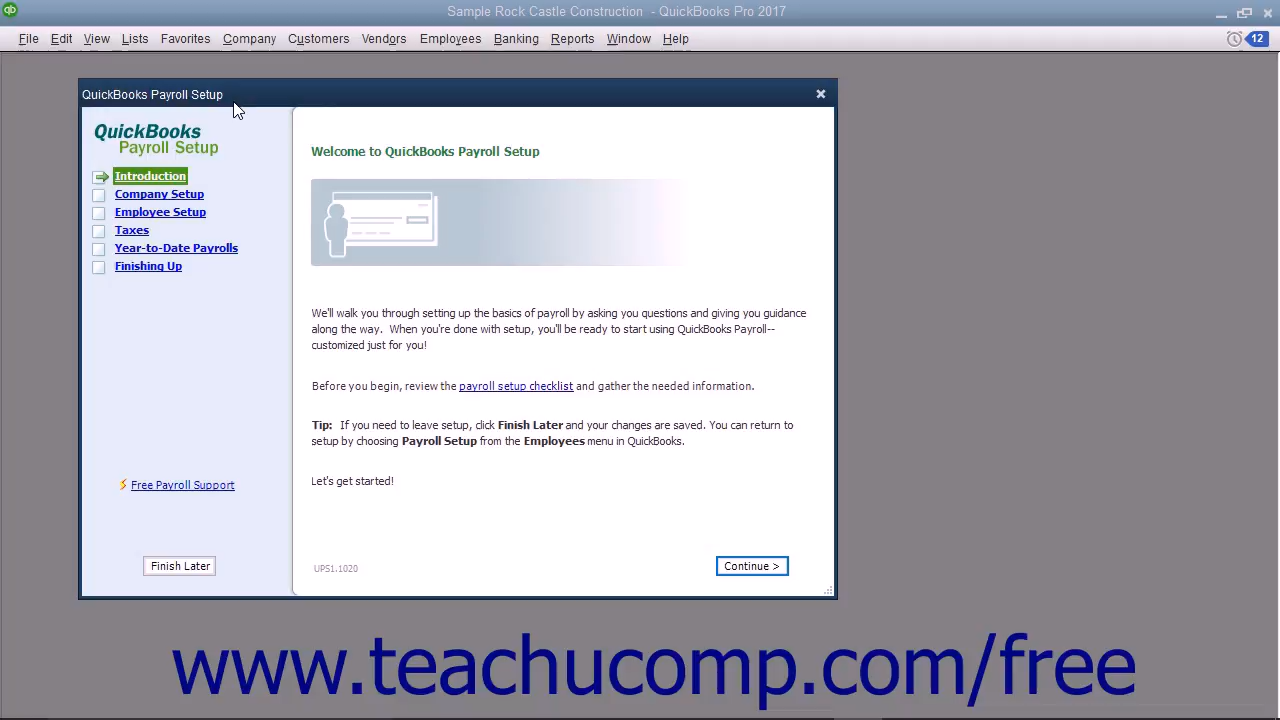 Sample Rock Castle Construction - QuickBooks Pro 2017
File Edit View Lists Favorites Company Customers Vendors Employees Banking Reports Window Help
12
QuickBooks Payroll Setup
QuickBooks
Payroll Setup
Introduction
Company Setup
Employee Setup
Taxes
Year-to-Date Payrolls
Finishing Up
Free Payroll Support
Finish Later
Welcome to QuickBooks Payroll Setup
We'll walk you through setting up the basics of payroll by asking you questions and giving you guidance
along the way. When you're done with setup, you'll be ready to start using QuickBooks Payroll--
customized just for you!
Before you begin, review the payroll setup checklist and gather the needed information.
Tip: If you need to leave setup, click Finish Later and your changes are saved. You can return to
setup by choosing Payroll Setup from the Employees menu in QuickBooks.
Let's get started!
UPS1.1020
Continue >
www.teachucomp.com/free